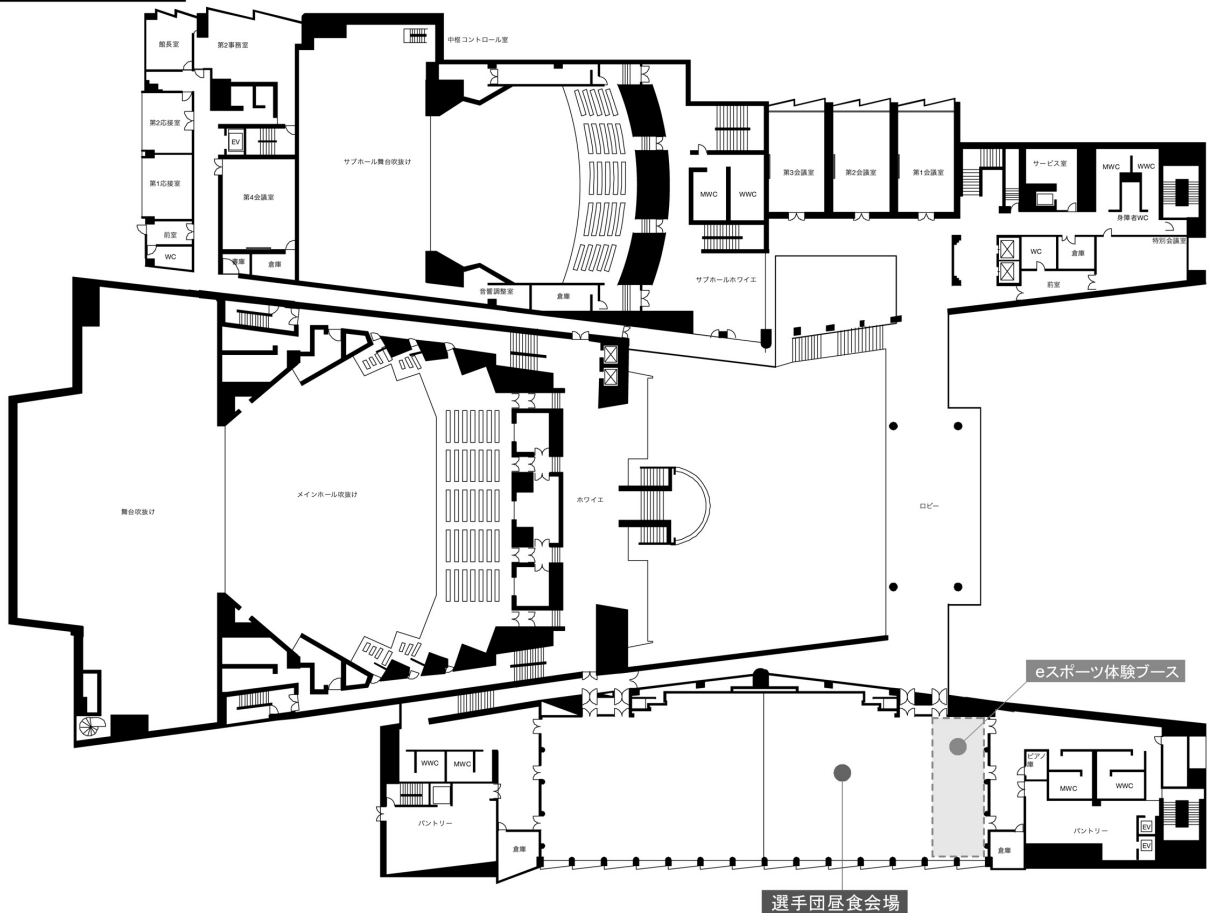 中枢コントロール室
館長室
第2事務室
第2応接室
EV
サブホール舞台吹抜け
第3会議室
第2会議室
第1会議室
サービス室
MWC
WWC
第1応接室
第4会議室
MWC
WWC
身障者WC
前室
特別会議室
WC
書庫
倉庫
サブホールホワイエ
WC
倉庫
前室
音響調整室
倉庫
メインホール吹抜け
ホワイエ
ロビー
舞台吹抜け
eスポーツ体験ブース
WWC
MWC
ピアノ庫
MWC
WWC
パントリー
パントリー
EV
EV
倉庫
倉庫
選手団昼食会場